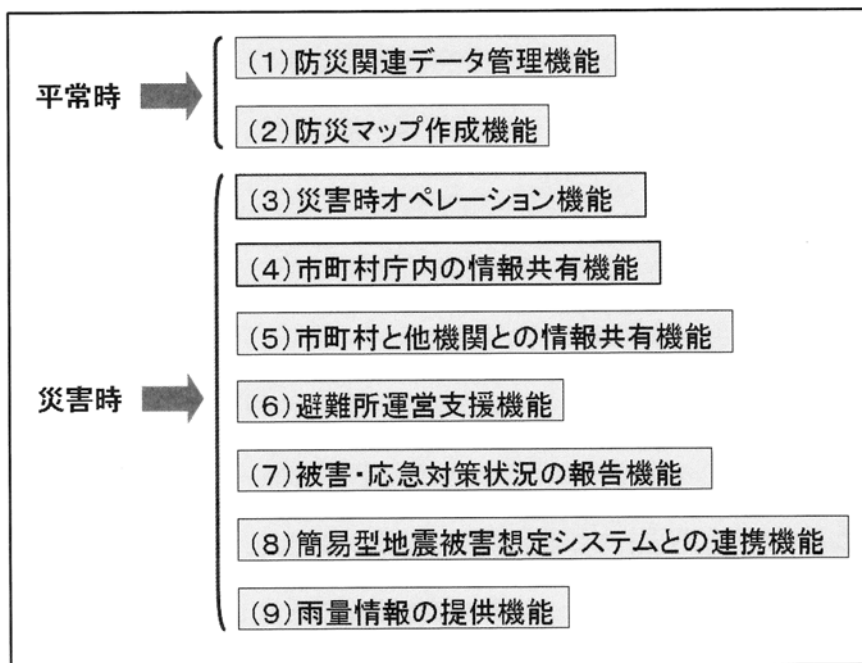 平常時
(1)防災関連データ管理機能
(2)防災マップ作成機能
災害時
(3)災害時オペレーション機能
(4)市町村庁内の情報共有機能
(5)市町村と他機関との情報共有機能
(6)避難所運営支援機能
(7)被害・応急対策状況の報告機能
(8)簡易型地震被害想定システムとの連携機能
(9)雨量情報の提供機能